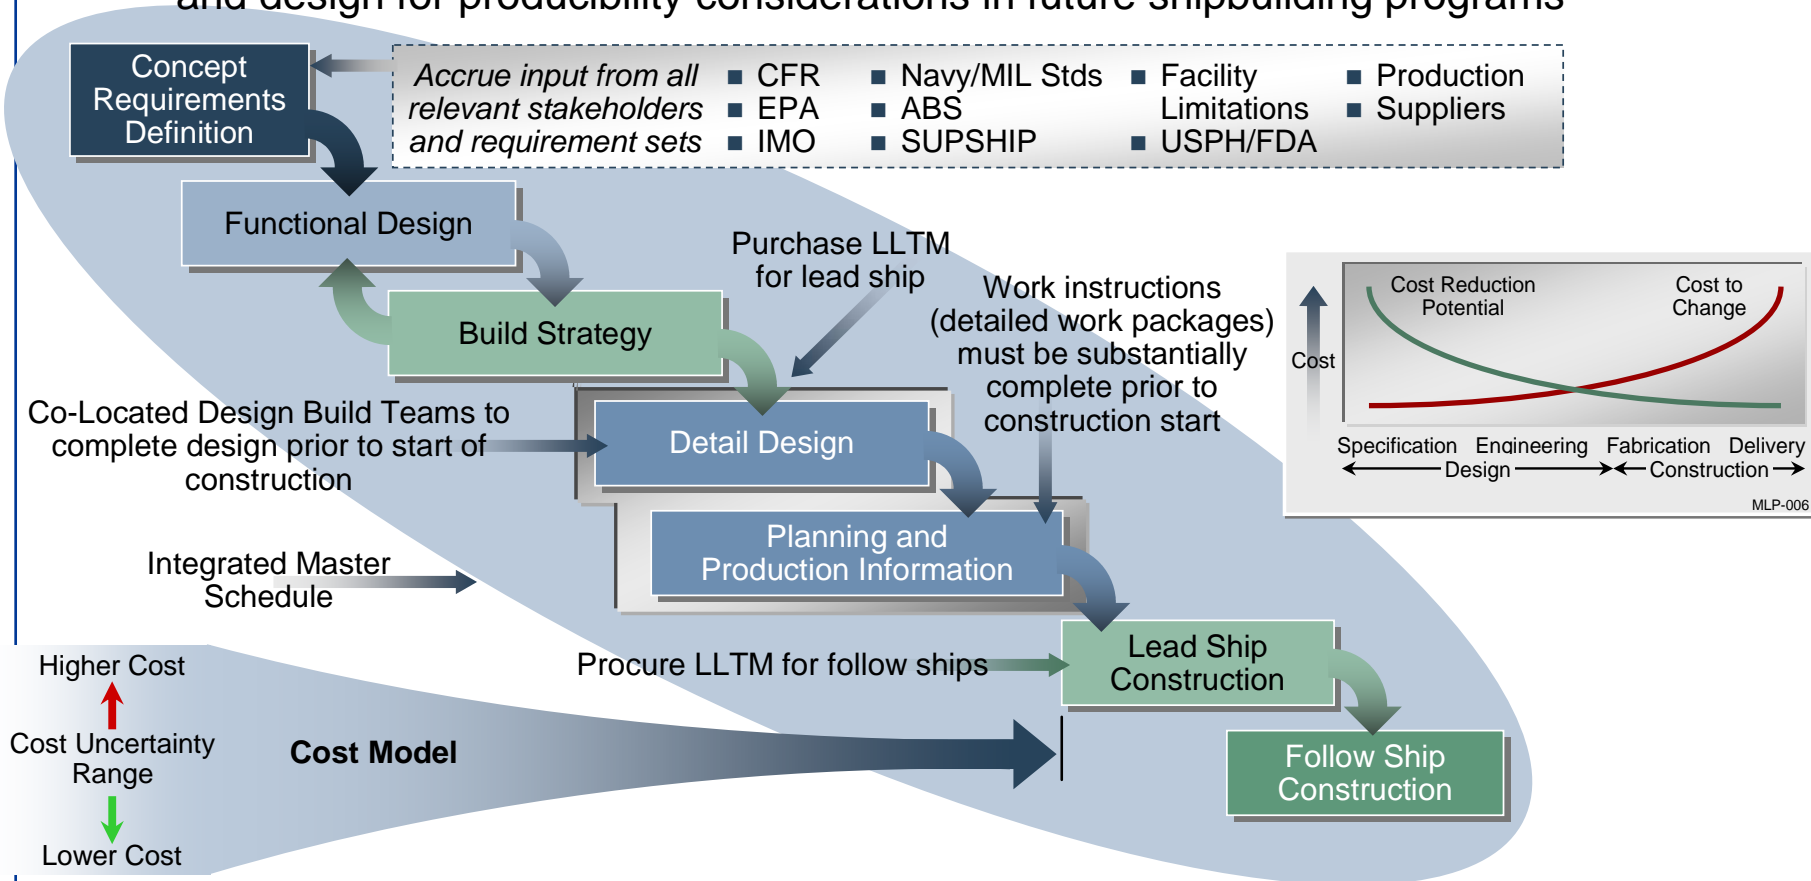 and design for producibility considerations in future shipbuilding programs
Concept
Requirements
Definition
Accrue input from all
relevant stakeholders
and requirement sets
■ CFR
■ EPA
■ IMO
■ Navy/MIL Stds
■ ABS
■ SUPSHIP
■ Facility
Limitations
■ USPH/FDA
■ Production
■ Suppliers
Functional Design
Purchase LLTM
for lead ship
Build Strategy
Work instructions
(detailed work packages)
must be substantially
complete prior to
construction start
Cost Reduction
Potential
Cost to
Change
Cost
Specification Engineering Fabrication Delivery
Design Construction
MLP-006
Co-Located Design Build Teams to
complete design prior to start of
construction
Detail Design
Planning and
Production Information
Integrated Master
Schedule
Procure LLTM for follow ships
Lead Ship
Construction
Higher Cost
Cost Uncertainty
Range
Lower Cost
Cost Model
Follow Ship
Construction